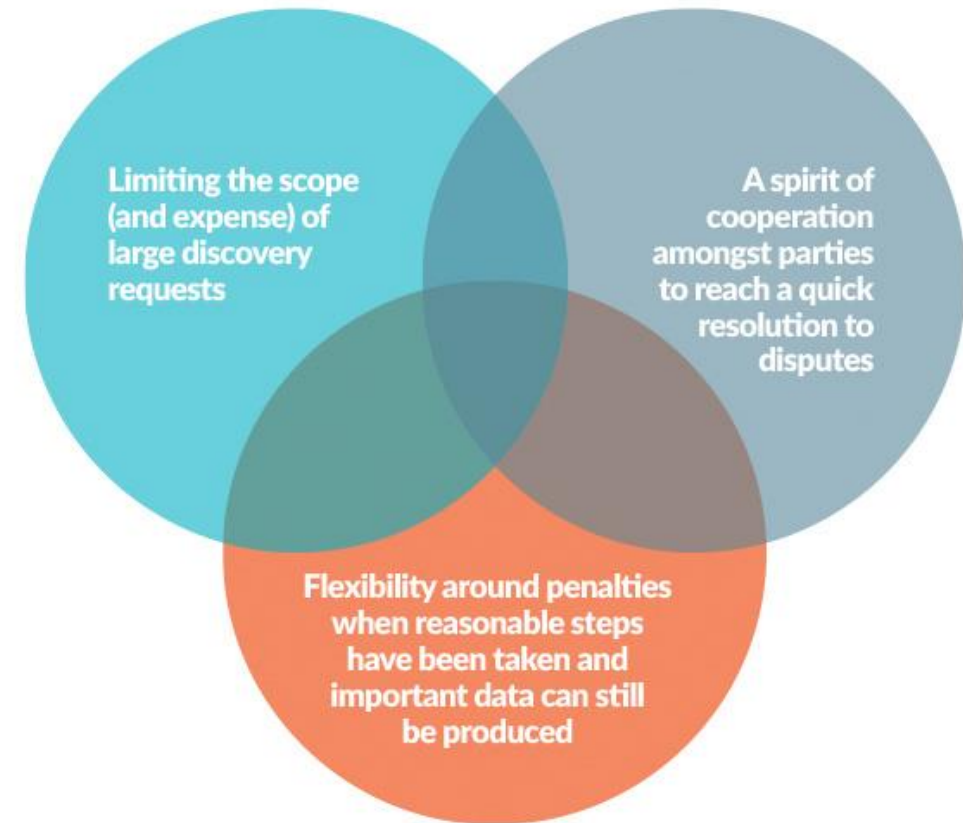 Limiting the scope
(and expense) of
large discovery
requests
A spirit of
cooperation
amongst parties
to reach a quick
resolution to
disputes
Flexibility around penalties
when reasonable steps
have been taken and
important data can still
be produced